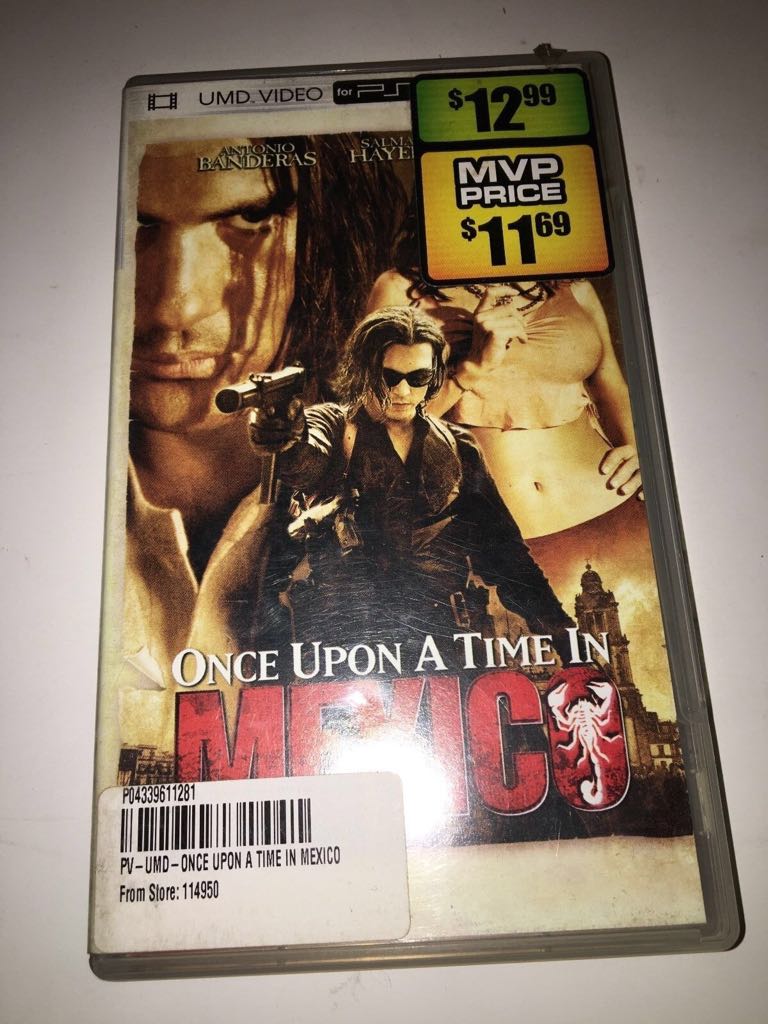 UMD. VIDEO for PS
$12.99
MVP
PRICE
$11.69
ANTONIO
BANDERAS
ONCE UPON A TIME IN
MEXICO
P04339611281
PV-UMD-ONCE UPON A TIME IN MEXICO
From Store: 114950